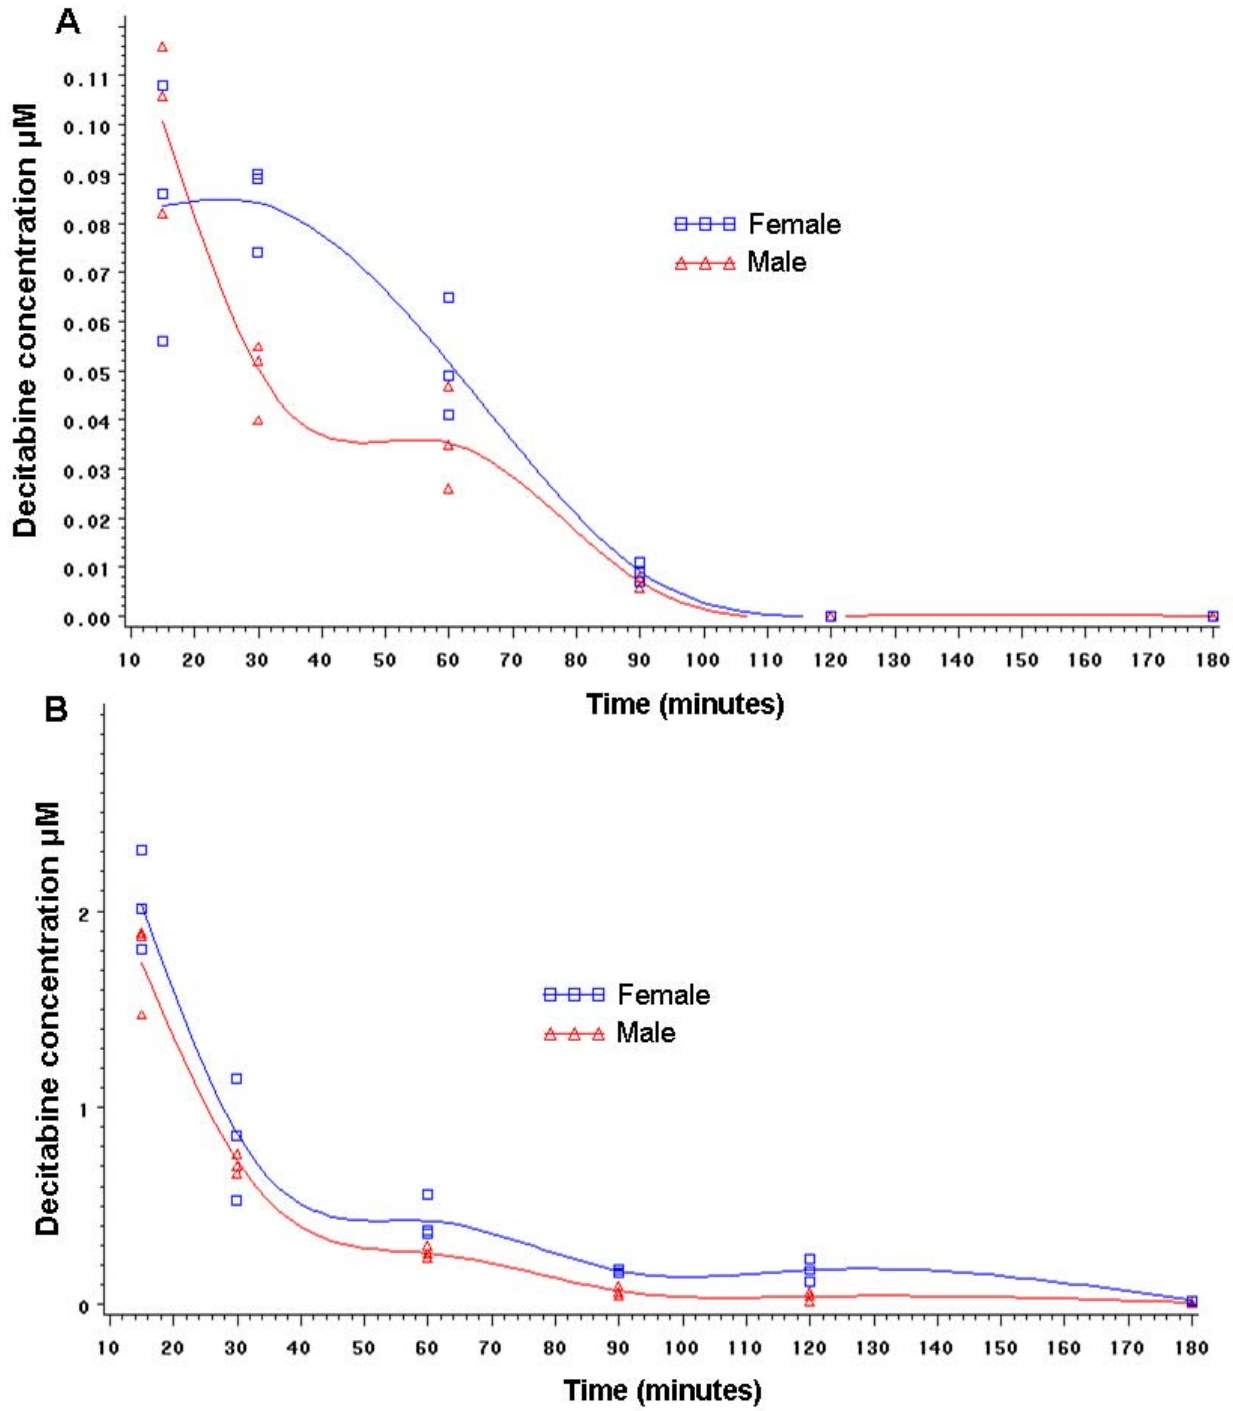 A
Decitabine concentration µM
0.11
0.10
0.09
0.08
0.07
0.06
0.05
0.04
0.03
0.02
0.01
0.00
Female
Male
10 20 30 40 50 60 70 80 90 100 110 120 130 140 150 160 170 180
Time (minutes)
B
Decitabine concentration µM
2
1
0
Female
Male
10 20 30 40 50 60 70 80 90 100 110 120 130 140 150 160 170 180
Time (minutes)